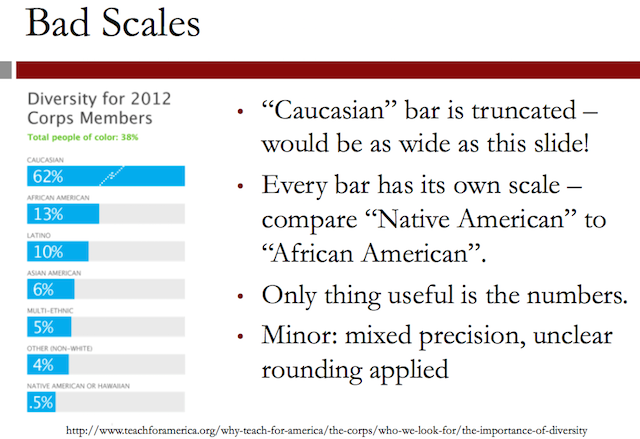 Bad Scales
Diversity for 2012
Corps Members
Total people of color: 38%
CAUCASIAN
62%
AFRICAN AMERICAN
13%
LATINO
10%
ASIAN AMERICAN
6%
MULTI-ETHNIC
5%
OTHER (NON-WHITE)
4%
NATIVE AMERICAN OR HAWAIIAN
.5%
• “Caucasian” bar is truncated –
would be as wide as this slide!
• Every bar has its own scale –
compare “Native American” to
“African American”.
• Only thing useful is the numbers.
• Minor: mixed precision, unclear
rounding applied
http://www.teachforamerica.org/why-teach-for-america/the-corps/who-we-look-for/the-importance-of-diversity